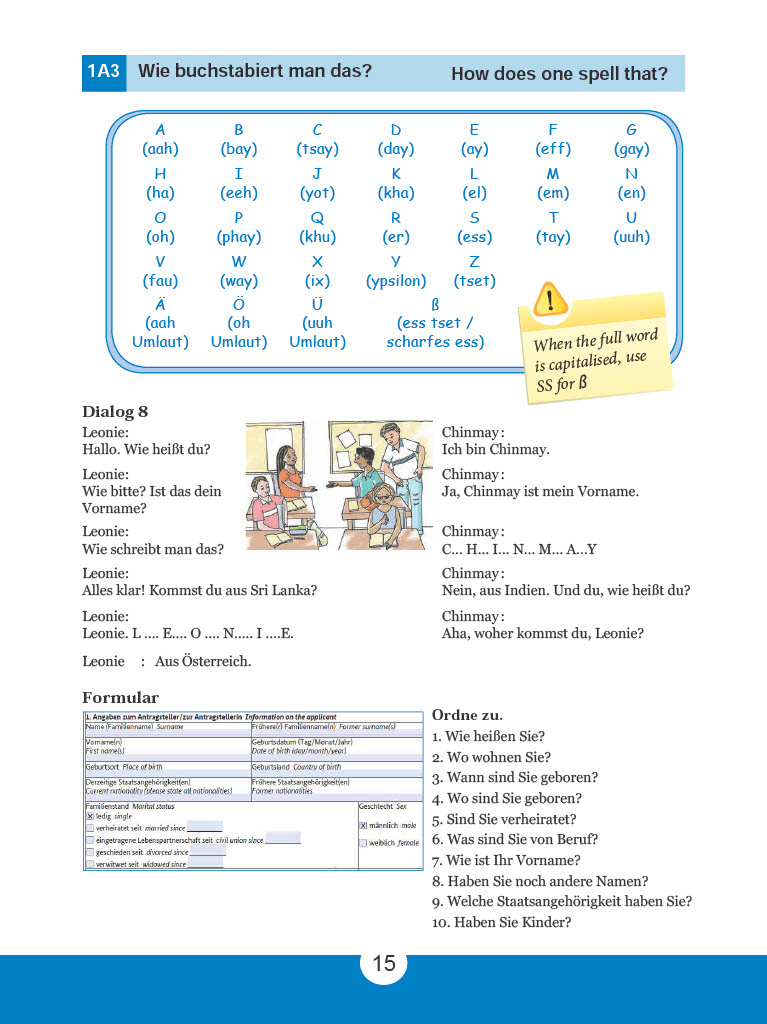 1A3 Wie buchstabiert man das? How does one spell that?
A B C D E F G
(aah) (bay) (tsay) (day) (ay) (eff) (gay)
H I J K L M N
(ha) (eeh) (yot) (kha) (el) (em) (en)
O P Q R S T U
(oh) (phay) (khu) (er) (ess) (tay) (uuh)
V W X Y Z
(fau) (way) (ix) (ypsilon) (tset)
Ä Ö Ü ß
(aah (oh (uuh (ess tset /
Umlaut) Umlaut) Umlaut) scharfes ess)
When the full word
is capitalised, use
SS for ß
Dialog 8
Leonie: Chinmay:
Hallo. Wie heißt du? Ich bin Chinmay.
Leonie: Chinmay:
Wie bitte? Ist das dein Ja, Chinmay ist mein Vorname.
Vorname?
Leonie: Chinmay:
Wie schreibt man das? C... H... I... N... M... A...Y
Leonie: Chinmay:
Alles klar! Kommst du aus Sri Lanka? Nein, aus Indien. Und du, wie heißt du?
Leonie: Chinmay:
Leonie. L .... E.... O .... N..... I ....E. Aha, woher kommst du, Leonie?
Leonie : Aus Österreich.
Formular
1. Angaben zum Antragsteller/zur Antragstellerin Information on the applicant
Name (Familienname) Surname Frühere(r) Familienname(n) Former surname(s)
Vorname(n) Geburtsdatum (Tag/Monat/Jahr)
First name(s) Date of birth (day/month/year)
Geburtsort Place of birth Geburtsland Country of birth
Derzeitige Staatsangehörigkeit(en) Frühere Staatsangehörigkeit(en)
Current nationality (please state all nationalities) Former nationalities
Familienstand Marital status Geschlecht Sex
ledig single
verheiratet seit married since männlich male
eingetragene Lebenspartnerschaft seit civil union since weiblich female
geschieden seit divorced since
verwitwet seit widowed since
Ordne zu.
1. Wie heißen Sie?
2. Wo wohnen Sie?
3. Wann sind Sie geboren?
4. Wo sind Sie geboren?
5. Sind Sie verheiratet?
6. Was sind Sie von Beruf?
7. Wie ist Ihr Vorname?
8. Haben Sie noch andere Namen?
9. Welche Staatsangehörigkeit haben Sie?
10. Haben Sie Kinder?
15